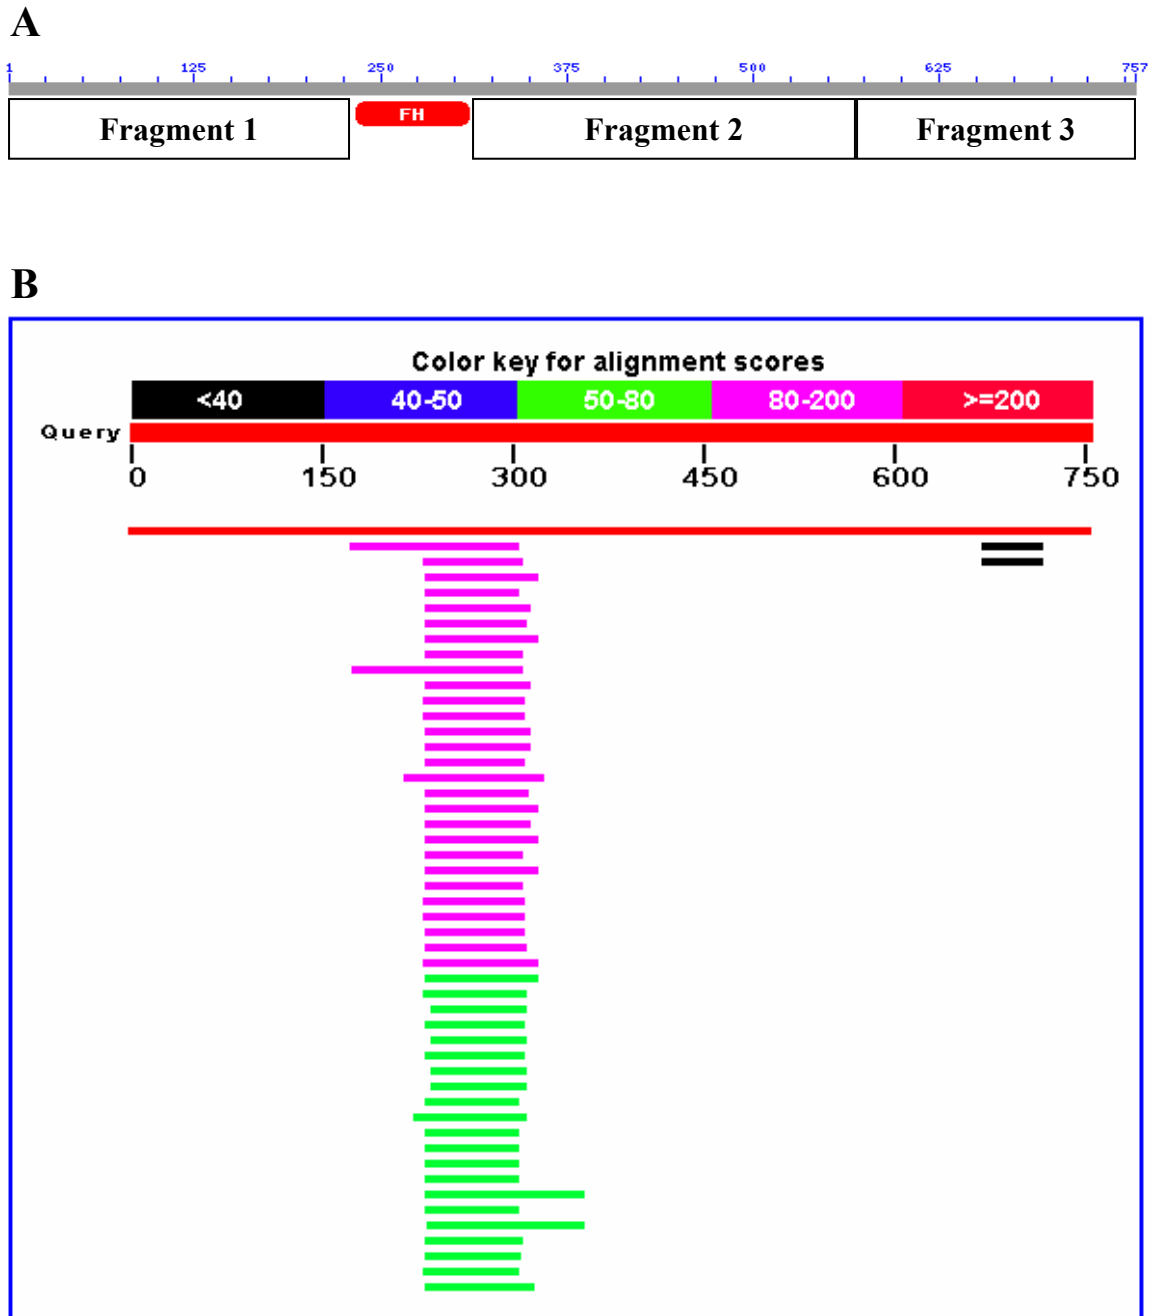 A
1 125 250 375 500 625 757
FH
Fragment 1 Fragment 2 Fragment 3
B
Color key for alignment scores
<40 40-50 50-80 80-200 >=200
Query
0 150 300 450 600 750